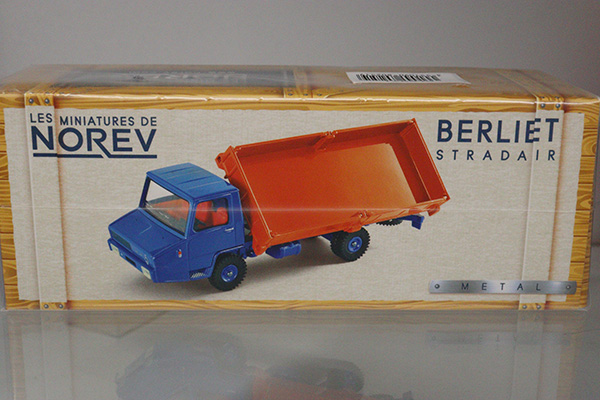 LES MINIATURES DE
NOREV
BERLIET
STRADAIR
METAL